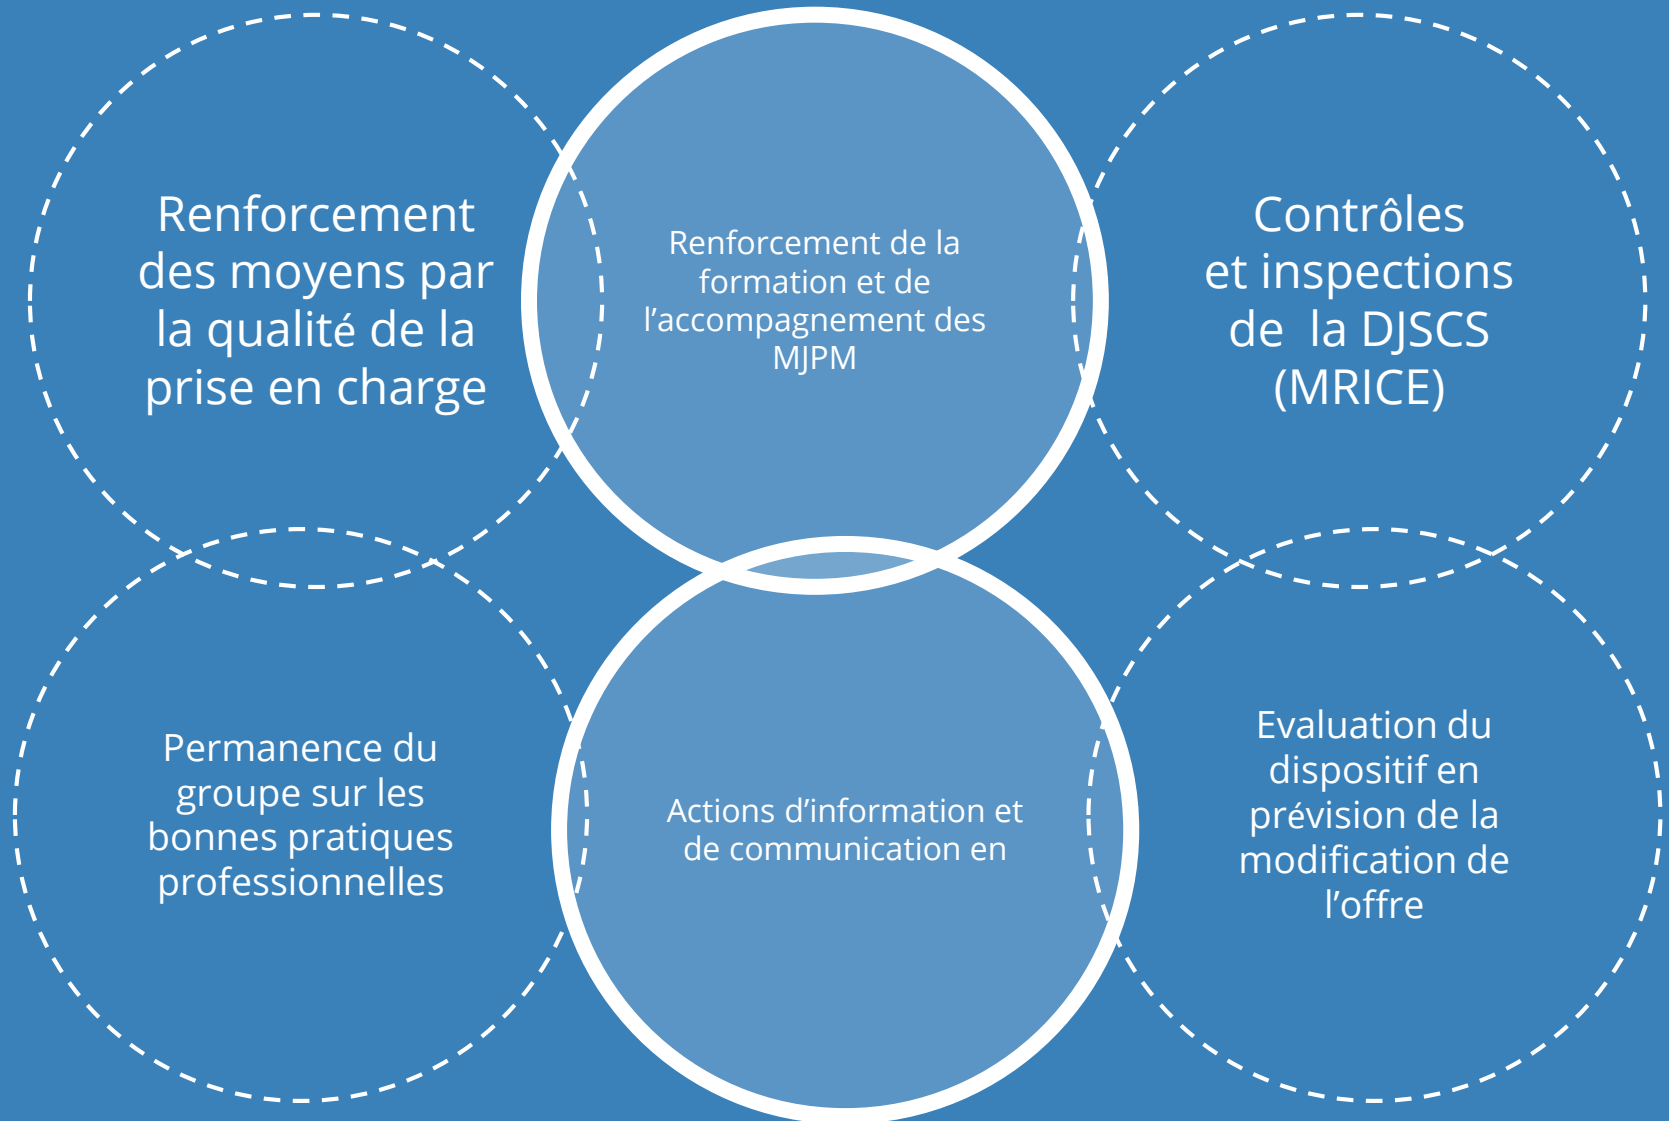 Renforcement
des moyens par
la qualité de la
prise en charge
Renforcement de la
formation et de
l’accompagnement des
MJPM
Contrôles
et inspections
de  la DJSCS
(MRICE)
Permanence du
groupe sur les
bonnes pratiques
professionnelles
Actions d’information et
de communication en
Evaluation du
dispositif en
prévision de la
modification de
l’offre